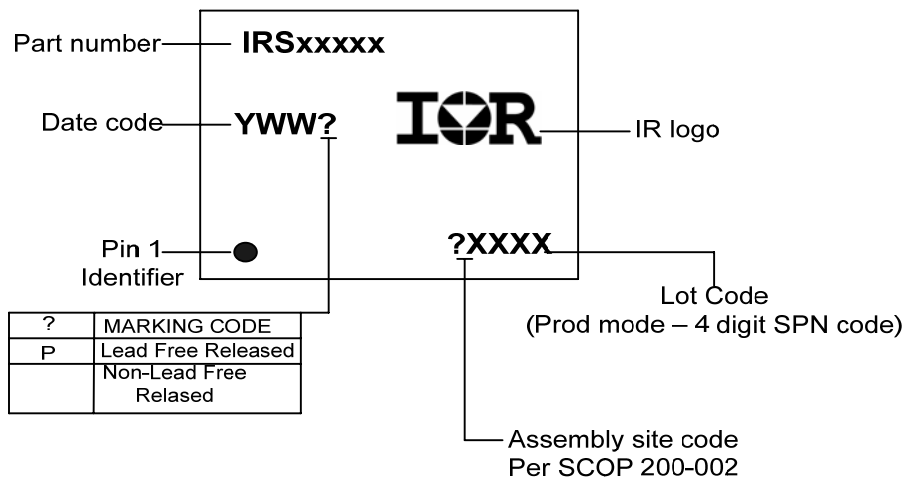 Part number
IRSxxxxx
Date code
YWW?
IOR
IR logo
Pin 1
Identifier
?XXXX
Lot Code
(Prod mode – 4 digit SPN code)
? MARKING CODE
P Lead Free Released
Non-Lead Free
Relased
Assembly site code
Per SCOP 200-002